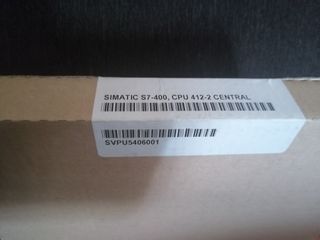 SIMATIC S7-400, CPU 412-2 CENTRAL
SVPU5406001